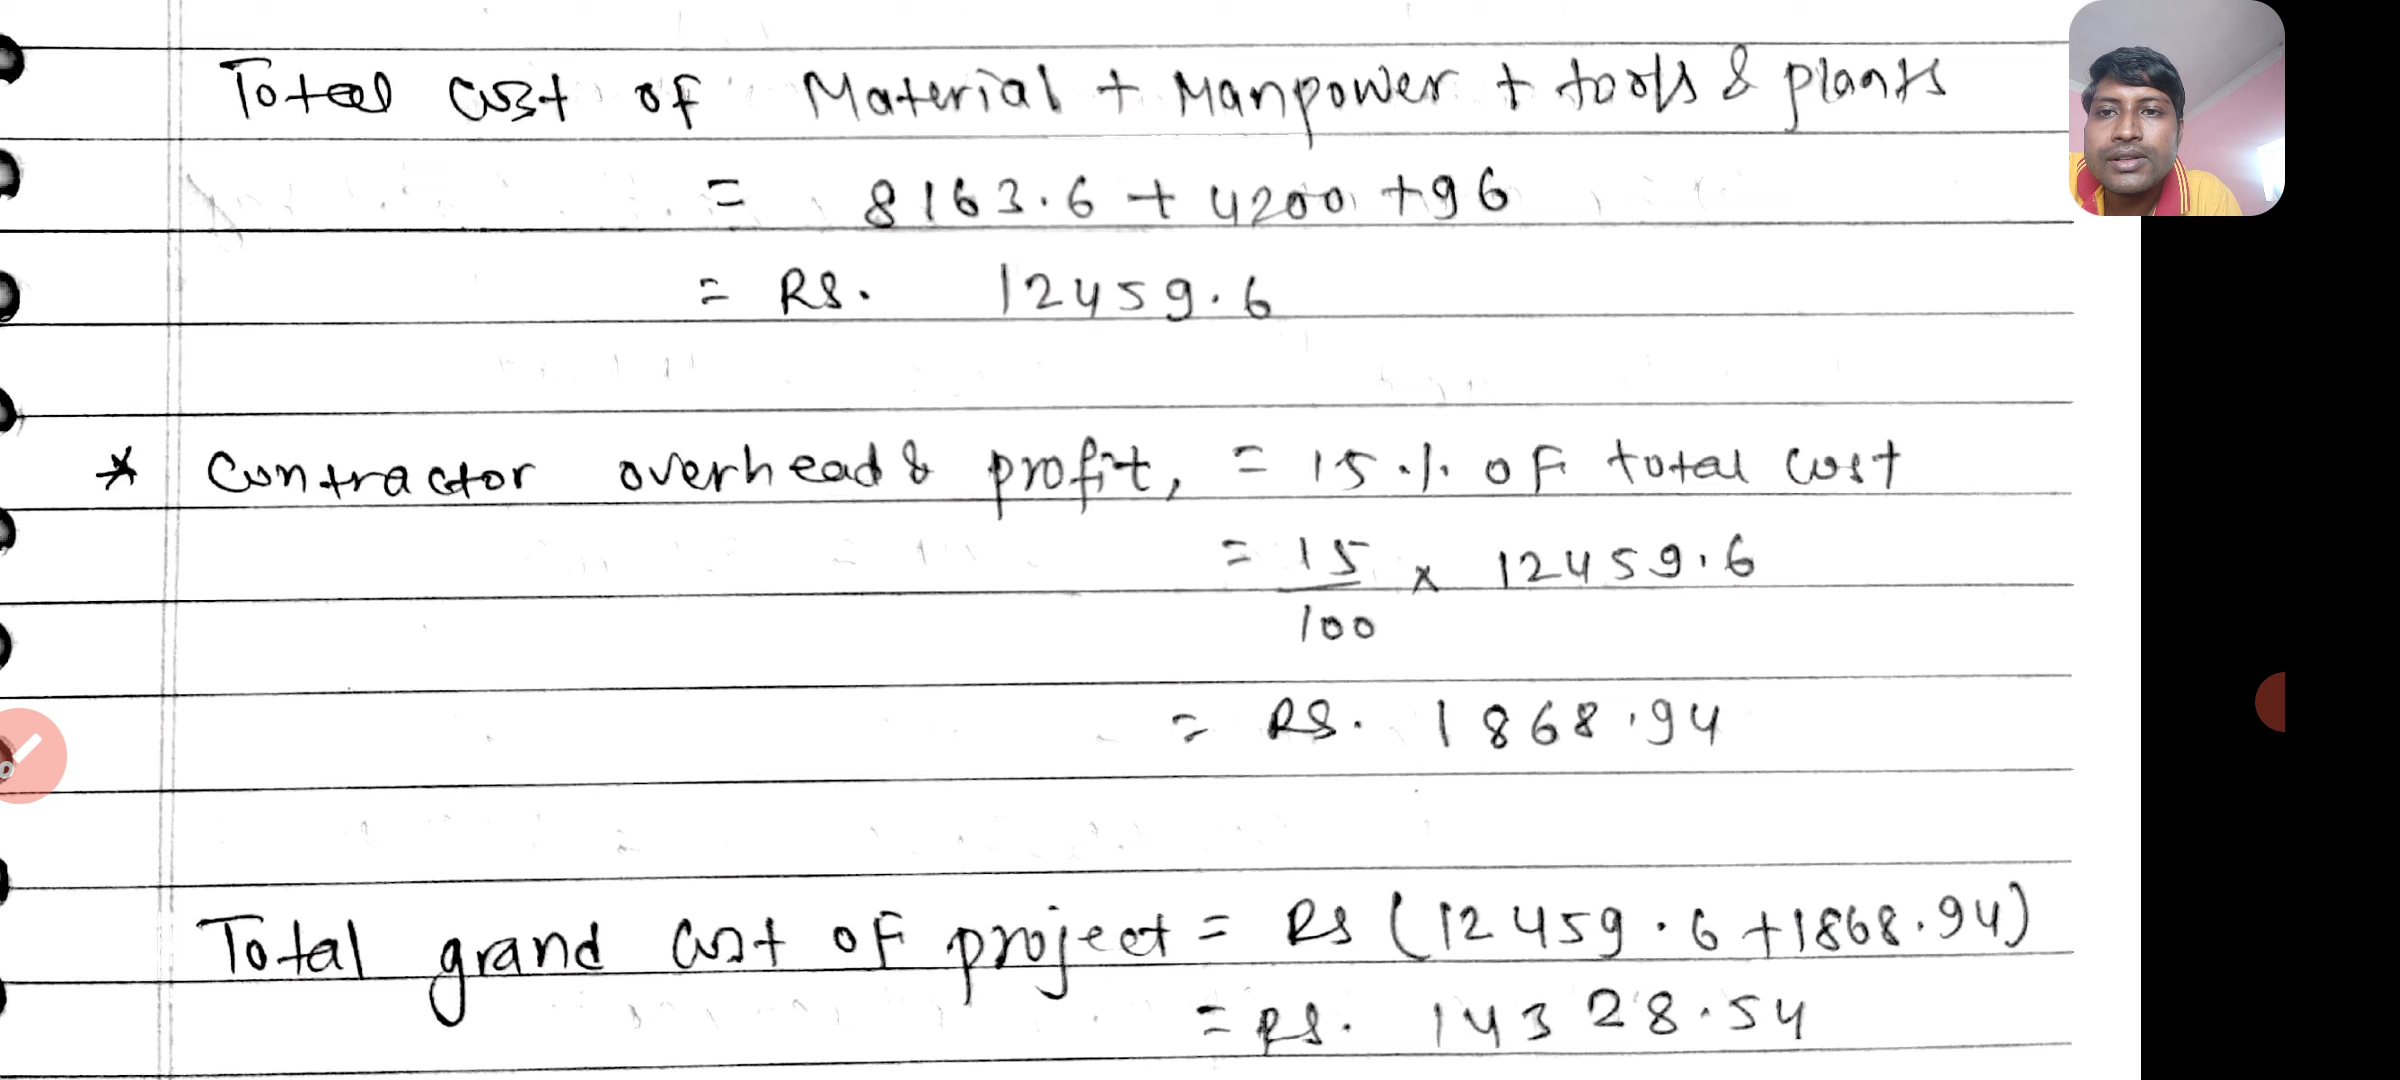 Total cost of Material + Manpower + tools & plants
= 8163.6 + 4200 + 96
= Rs. 12459.6
* Contractor overhead & profit, = 15 % of total cost
= 15/100 x 12459.6
= Rs. 1868.94
Total grand cost of project = Rs (12459.6+1868.94)
= Rs. 14328.54